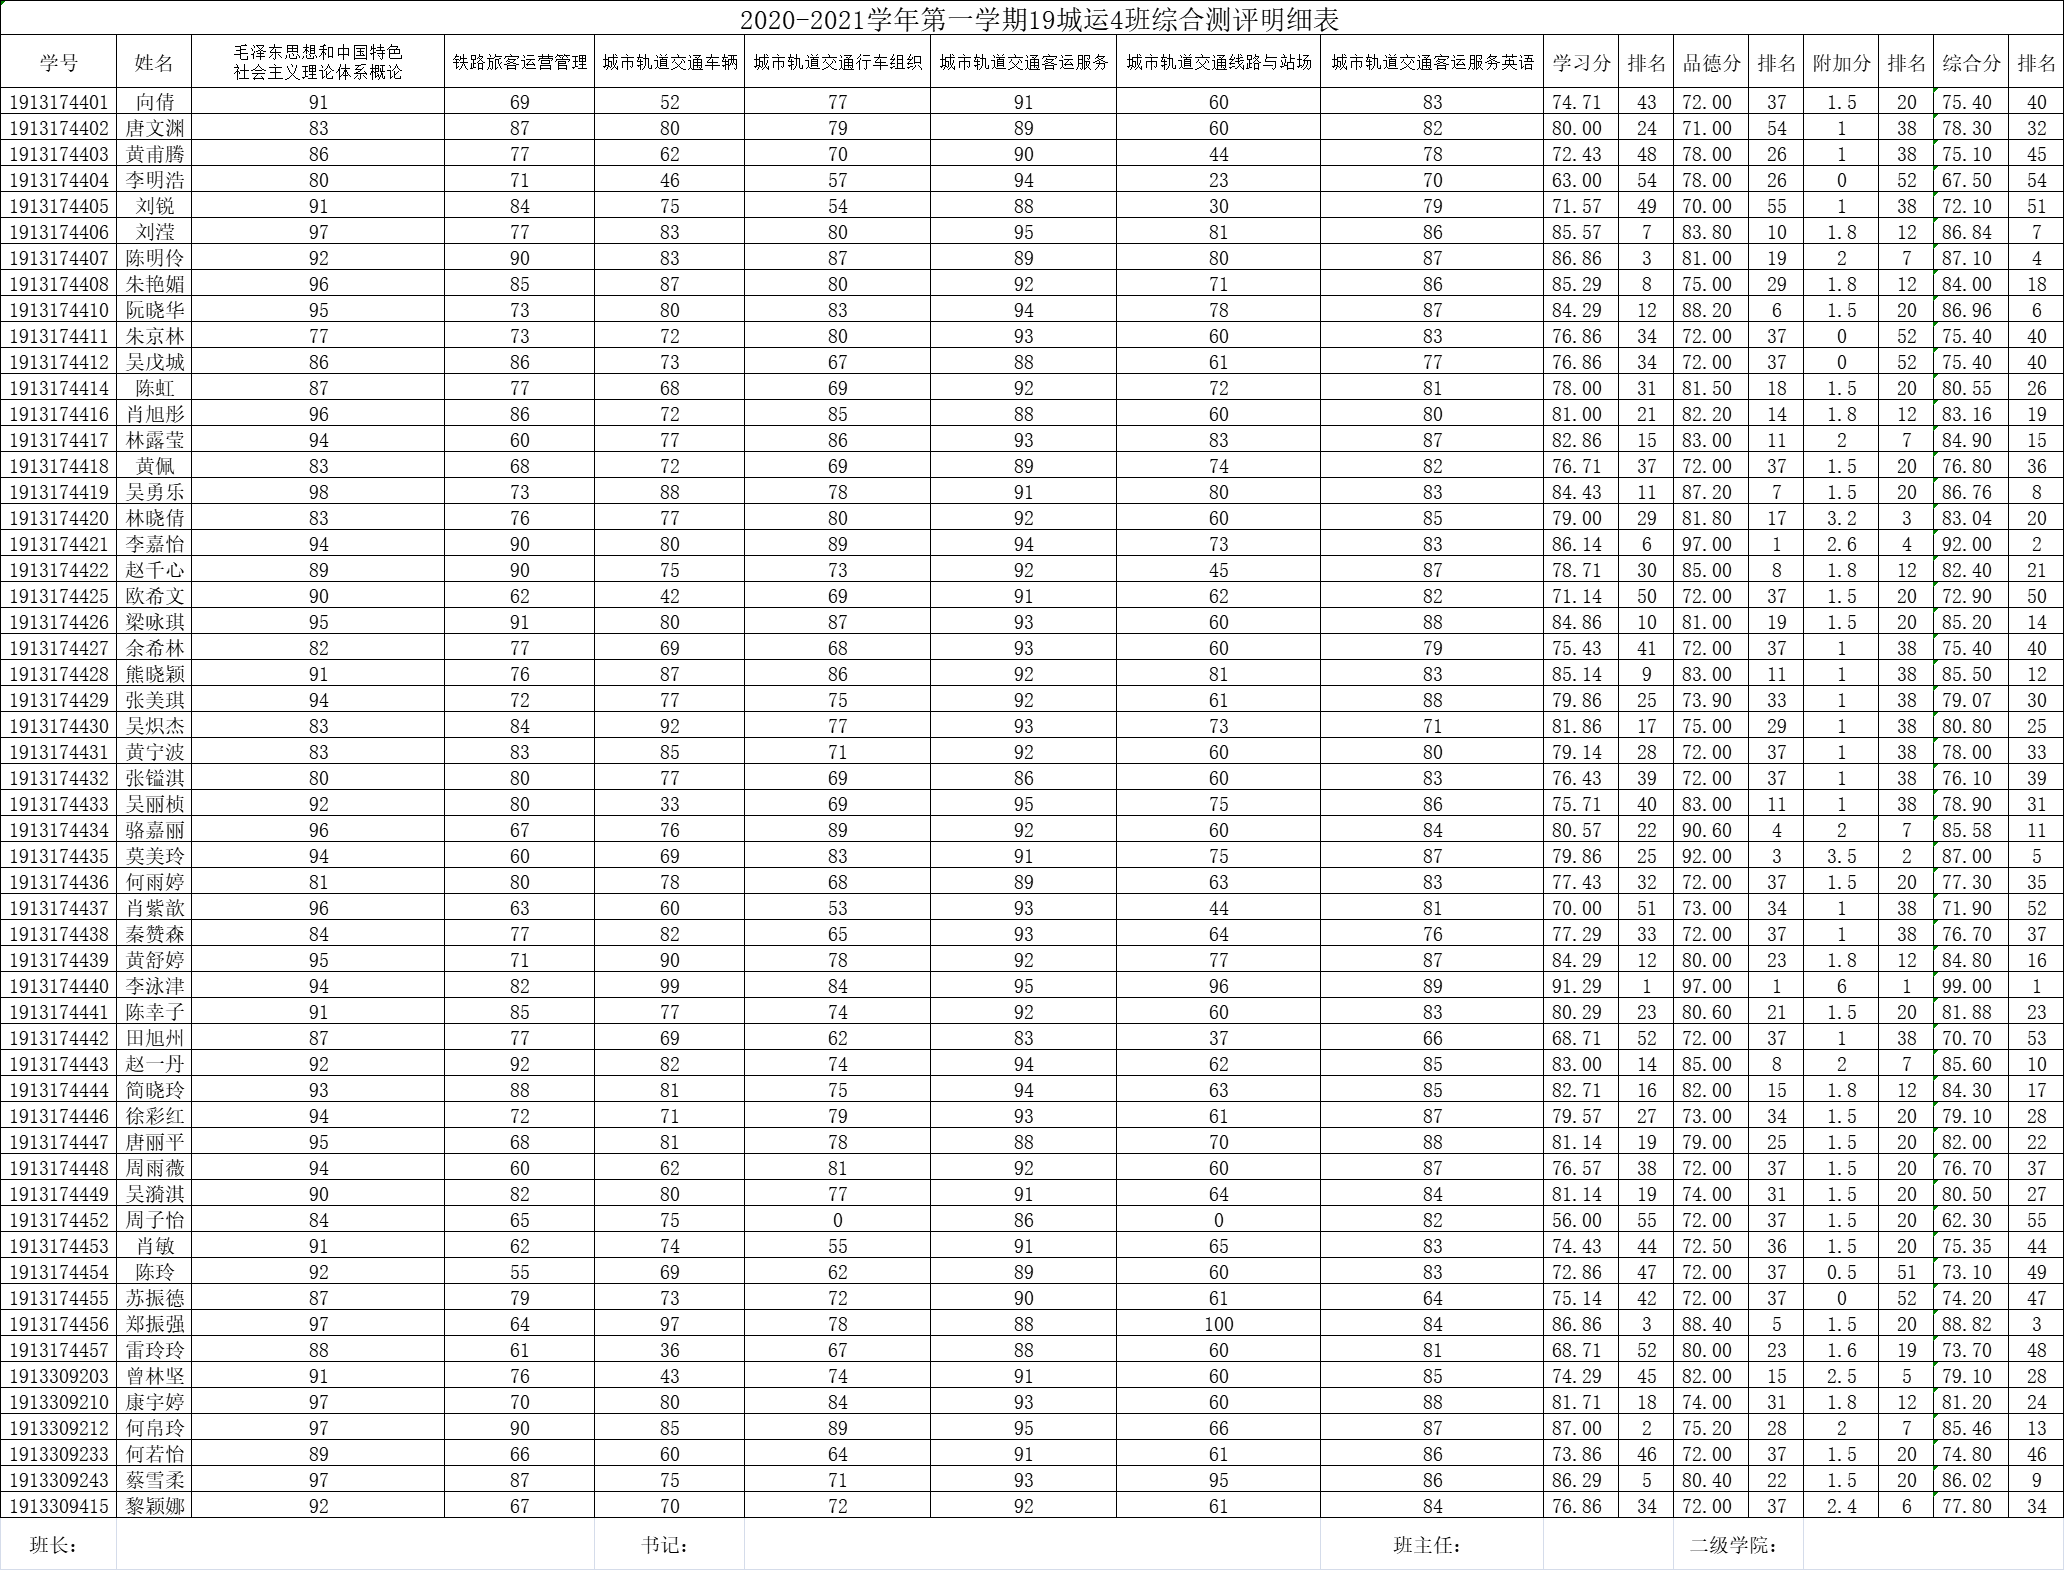 2020-2021学年第一学期19城运4班综合测评明细表
学号 姓名 毛泽东思想和中国特色 铁路旅客运营管理 城市轨道交通车辆 城市轨道交通行车组织 城市轨道交通客运服务 城市轨道交通线路与站场 城市轨道交通客运服务英语 学习分 排名 品德分 排名 附加分 排名 综合分 排名
社会主义理论体系概论
1913174401 向倩 91 69 52 77 91 60 83 74.71 43 72.00 37 1.5 20 75.40 40
1913174402 唐文渊 83 87 80 79 89 60 82 80.00 24 71.00 54 1 38 78.30 32
1913174403 黄甫腾 86 77 62 70 90 44 78 72.43 48 78.00 26 1 38 75.10 45
1913174404 李明浩 80 71 46 57 94 23 70 63.00 54 78.00 26 0 52 67.50 54
1913174405 刘锐 91 84 75 54 88 30 79 71.57 49 70.00 55 1 38 72.10 51
1913174406 刘滢 97 77 83 80 95 81 86 85.57 7 83.80 10 1.8 12 86.84 7
1913174407 陈明伶 92 90 83 87 89 80 87 86.86 3 81.00 19 2 7 87.10 4
1913174408 朱艳媚 96 85 87 80 92 71 86 85.29 8 75.00 29 1.8 12 84.00 18
1913174410 阮晓华 95 73 80 83 94 78 87 84.29 12 88.20 6 1.5 20 86.96 6
1913174411 朱京林 77 73 72 80 93 60 83 76.86 34 72.00 37 0 52 75.40 40
1913174412 吴戊城 86 86 73 67 88 61 77 76.86 34 72.00 37 0 52 75.40 40
1913174414 陈虹 87 77 68 69 92 72 81 78.00 31 81.50 18 1.5 20 80.55 26
1913174416 肖旭彤 96 86 72 85 88 60 80 81.00 21 82.20 14 1.8 12 83.16 19
1913174417 林露莹 94 60 77 86 93 83 87 82.86 15 83.00 11 2 7 84.90 15
1913174418 黄佩 83 68 72 69 89 74 82 76.71 37 72.00 37 1.5 20 76.80 36
1913174419 吴勇乐 98 73 88 78 91 80 83 84.43 11 87.20 7 1.5 20 86.76 8
1913174420 林晓倩 83 76 77 80 92 60 85 79.00 29 81.80 17 3.2 3 83.04 20
1913174421 李嘉怡 94 90 80 89 94 73 83 86.14 6 97.00 1 2.6 4 92.00 2
1913174422 赵千心 89 90 75 73 92 45 87 78.71 30 85.00 8 1.8 12 82.40 21
1913174425 欧希文 90 62 42 69 91 62 82 71.14 50 72.00 37 1.5 20 72.90 50
1913174426 梁咏琪 95 91 80 87 93 60 88 84.86 10 81.00 19 1.5 20 85.20 14
1913174427 余希林 82 77 69 68 93 60 79 75.43 41 72.00 37 1 38 75.40 40
1913174428 熊晓颖 91 76 87 86 92 81 83 85.14 9 83.00 11 1 38 85.50 12
1913174429 张美琪 94 72 77 75 92 61 88 79.86 25 73.90 33 1 38 79.07 30
1913174430 吴炽杰 83 84 92 77 93 73 71 81.86 17 75.00 29 1 38 80.80 25
1913174431 黄宁波 83 83 85 71 92 60 80 79.14 28 72.00 37 1 38 78.00 33
1913174432 张镒淇 80 80 77 69 86 60 83 76.43 39 72.00 37 1 38 76.10 39
1913174433 吴丽桢 92 80 33 69 95 75 86 75.71 40 83.00 11 1 38 78.90 31
1913174434 骆嘉丽 96 67 76 89 92 60 84 80.57 22 90.60 4 2 7 85.58 11
1913174435 莫美玲 94 60 69 83 91 75 87 79.86 25 92.00 3 3.5 2 87.00 5
1913174436 何雨婷 81 80 78 68 89 63 83 77.43 32 72.00 37 1.5 20 77.30 35
1913174437 肖紫歆 96 63 60 53 93 44 81 70.00 51 73.00 34 1 38 71.90 52
1913174438 秦赞森 84 77 82 65 93 64 76 77.29 33 72.00 37 1 38 76.70 37
1913174439 黄舒婷 95 71 90 78 92 77 87 84.29 12 80.00 23 1.8 12 84.80 16
1913174440 李泳津 94 82 99 84 95 96 89 91.29 1 97.00 1 6 1 99.00 1
1913174441 陈幸子 91 85 77 74 92 60 83 80.29 23 80.60 21 1.5 20 81.88 23
1913174442 田旭州 87 77 69 62 83 37 66 68.71 52 72.00 37 1 38 70.70 53
1913174443 赵一丹 92 92 82 74 94 62 85 83.00 14 85.00 8 2 7 85.60 10
1913174444 简晓玲 93 88 81 75 94 63 85 82.71 16 82.00 15 1.8 12 84.30 17
1913174446 徐彩红 94 72 71 79 93 61 87 79.57 27 73.00 34 1.5 20 79.10 28
1913174447 唐丽平 95 68 81 78 88 70 88 81.14 19 79.00 25 1.5 20 82.00 22
1913174448 周雨薇 94 60 62 81 92 60 87 76.57 38 72.00 37 1.5 20 76.70 37
1913174449 吴漪淇 90 82 80 77 91 64 84 81.14 19 74.00 31 1.5 20 80.50 27
1913174452 周子怡 84 65 75 0 86 0 82 56.00 55 72.00 37 1.5 20 62.30 55
1913174453 肖敏 91 62 74 55 91 65 83 74.43 44 72.50 36 1.5 20 75.35 44
1913174454 陈玲 92 55 69 62 89 60 83 72.86 47 72.00 37 0.5 51 73.10 49
1913174455 苏振德 87 79 73 72 90 61 64 75.14 42 72.00 37 0 52 74.20 47
1913174456 郑振强 97 64 97 78 88 100 84 86.86 3 88.40 5 1.5 20 88.82 3
1913174457 雷玲玲 88 61 36 67 88 60 81 68.71 52 80.00 23 1.6 19 73.70 48
1913309203 曾林坚 91 76 43 74 91 60 85 74.29 45 82.00 15 2.5 5 79.10 28
1913309210 康宇婷 97 70 80 84 93 60 88 81.71 18 74.00 31 1.8 12 81.20 24
1913309212 何帛玲 97 90 85 89 95 66 87 87.00 2 75.20 28 2 7 85.46 13
1913309233 何若怡 89 66 60 64 91 61 86 73.86 46 72.00 37 1.5 20 74.80 46
1913309243 蔡雪柔 97 87 75 71 93 95 86 86.29 5 80.40 22 1.5 20 86.02 9
1913309415 黎颖娜 92 67 70 72 92 61 84 76.86 34 72.00 37 2.4 6 77.80 34
班长： 书记： 班主任： 二级学院：